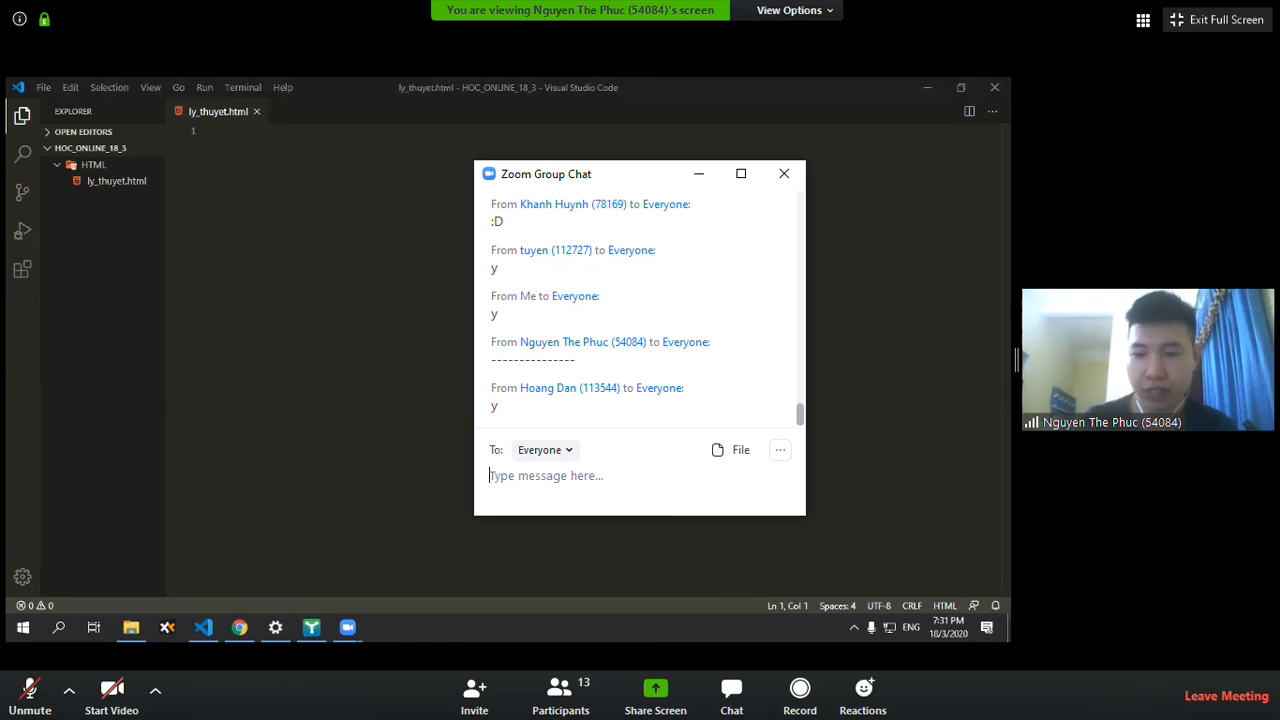 You are viewing Nguyen The Phuc (54084)'s screen
View Options
Exit Full Screen
File Edit Selection View Go Run Terminal Help
ly_thuyet.html - HOC_ONLINE_18_3 - Visual Studio Code
EXPLORER
ly_thuyet.html
OPEN EDITORS
HOC_ONLINE_18_3
HTML
ly_thuyet.html
1
Zoom Group Chat
From Khanh Huynh (78169) to Everyone:
:D
From tuyen (112727) to Everyone:
y
From Me to Everyone:
y
From Nguyen The Phuc (54084) to Everyone:
---------------
From Hoang Dan (113544) to Everyone:
y
To: Everyone
File
Type message here...
Nguyen The Phuc (54084)
0 0
Ln 1, Col 1 Spaces: 4 UTF-8 CRLF HTML
ENG
7:31 PM
18/3/2020
Unmute
Start Video
Invite
Participants
13
Share Screen
Chat
Record
Reactions
Leave Meeting